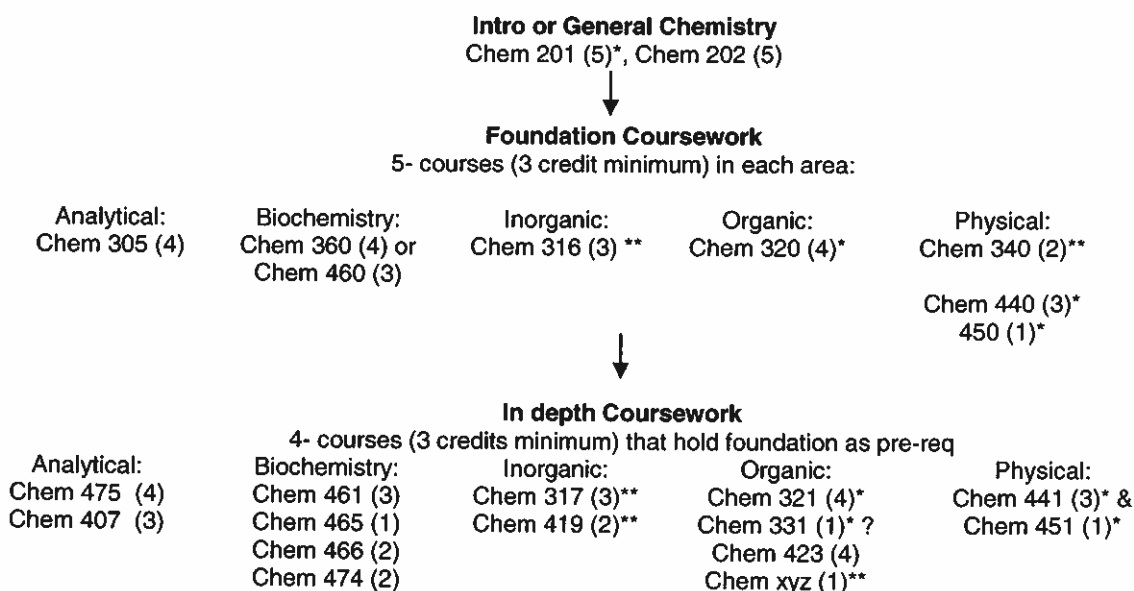 Intro or General Chemistry
Chem 201 (5)*, Chem 202 (5)
Foundation Coursework
5- courses (3 credit minimum) in each area:
Analytical:
Chem 305 (4)
Biochemistry:
Chem 360 (4) or
Chem 460 (3)
Inorganic:
Chem 316 (3) **
Organic:
Chem 320 (4)*
Physical:
Chem 340 (2)**
Chem 440 (3)*
450 (1)*
In depth Coursework
4- courses (3 credits minimum) that hold foundation as pre-req
Analytical:
Chem 475 (4)
Chem 407 (3)
Biochemistry:
Chem 461 (3)
Chem 465 (1)
Chem 466 (2)
Chem 474 (2)
Inorganic:
Chem 317 (3)**
Chem 419 (2)**
Organic:
Chem 321 (4)*
Chem 331 (1)* ?
Chem 423 (4)
Chem xyz (1)**
Physical:
Chem 441 (3)* &
Chem 451 (1)*